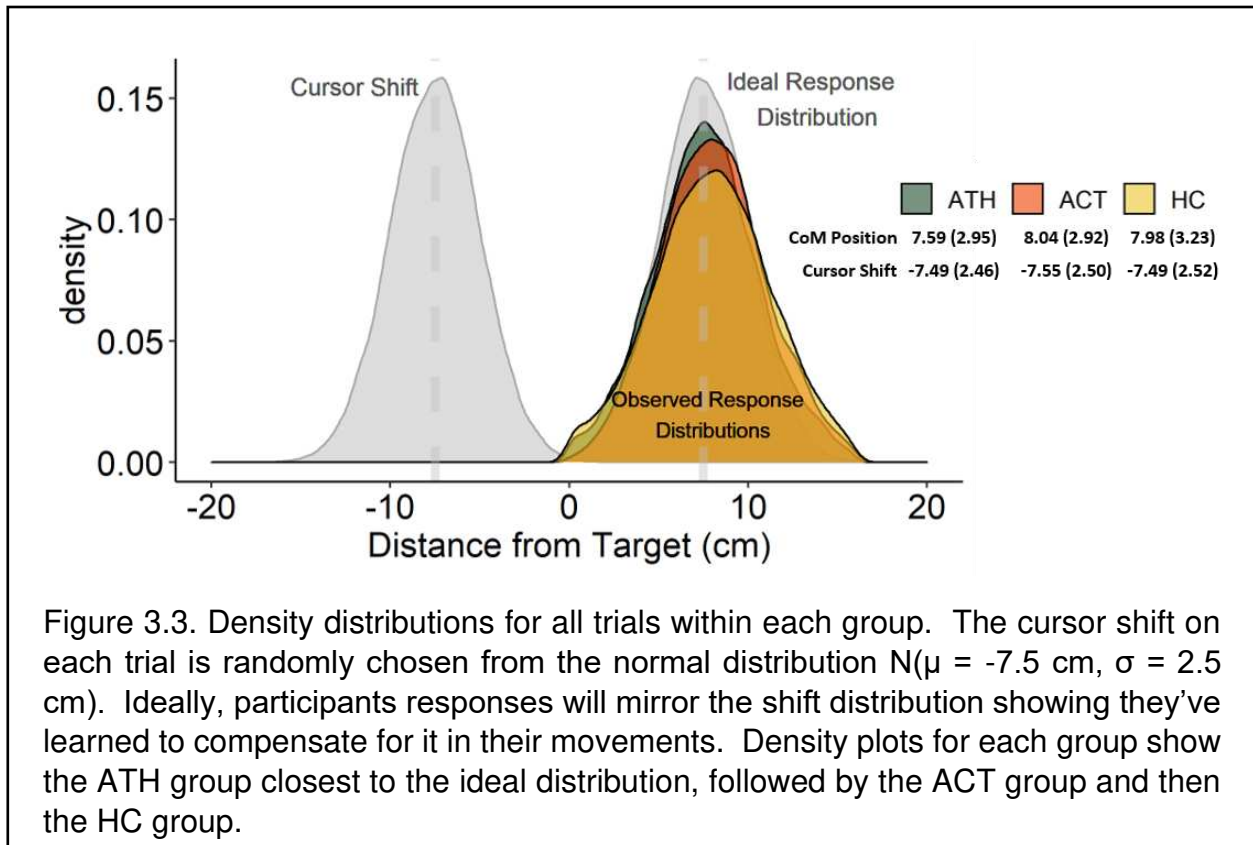 Cursor Shift
Ideal Response
Distribution
0.15
0.10
0.05
0.00
density
ATH ACT HC
CoM Position 7.59 (2.95) 8.04 (2.92) 7.98 (3.23)
Cursor Shift -7.49 (2.46) -7.55 (2.50) -7.49 (2.52)
Observed Response
Distributions
-20 -10 0 10 20
Distance from Target (cm)
Figure 3.3. Density distributions for all trials within each group. The cursor shift on
each trial is randomly chosen from the normal distribution N(μ = -7.5 cm, σ = 2.5
cm). Ideally, participants responses will mirror the shift distribution showing they've
learned to compensate for it in their movements. Density plots for each group show
the ATH group closest to the ideal distribution, followed by the ACT group and then
the HC group.